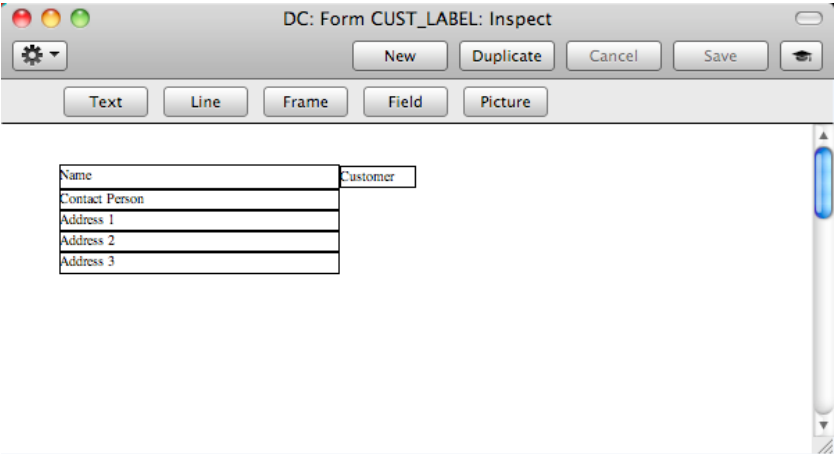 DC: Form CUST_LABEL: Inspect
New Duplicate Cancel Save
Text Line Frame Field Picture
Name Customer
Contact Person
Address 1
Address 2
Address 3